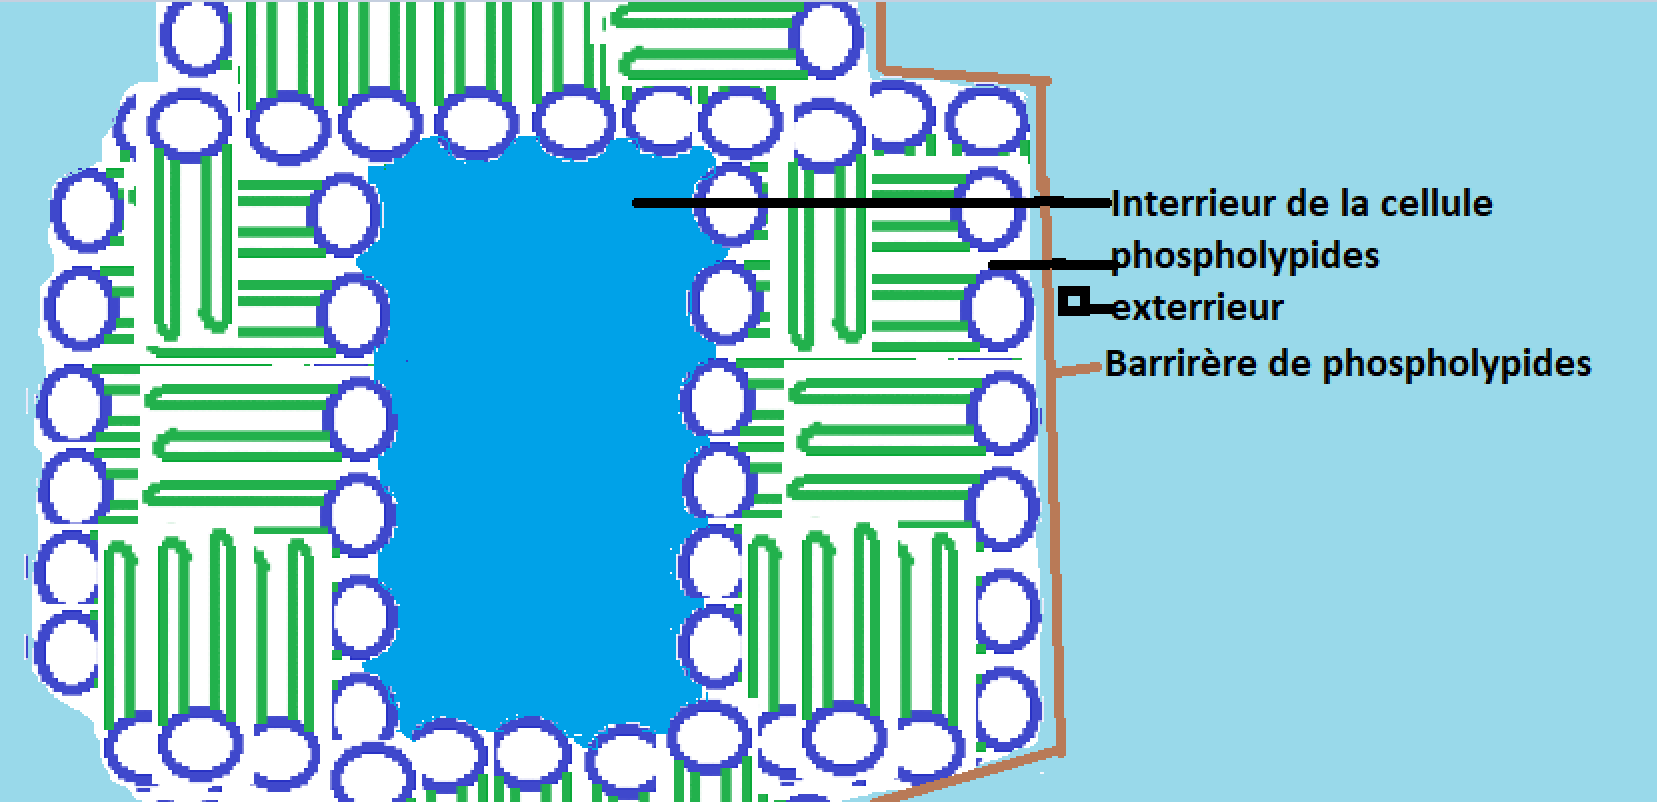 Interrieur de la cellule
phospholypides
exterrieur
Barrirère de phospholypides